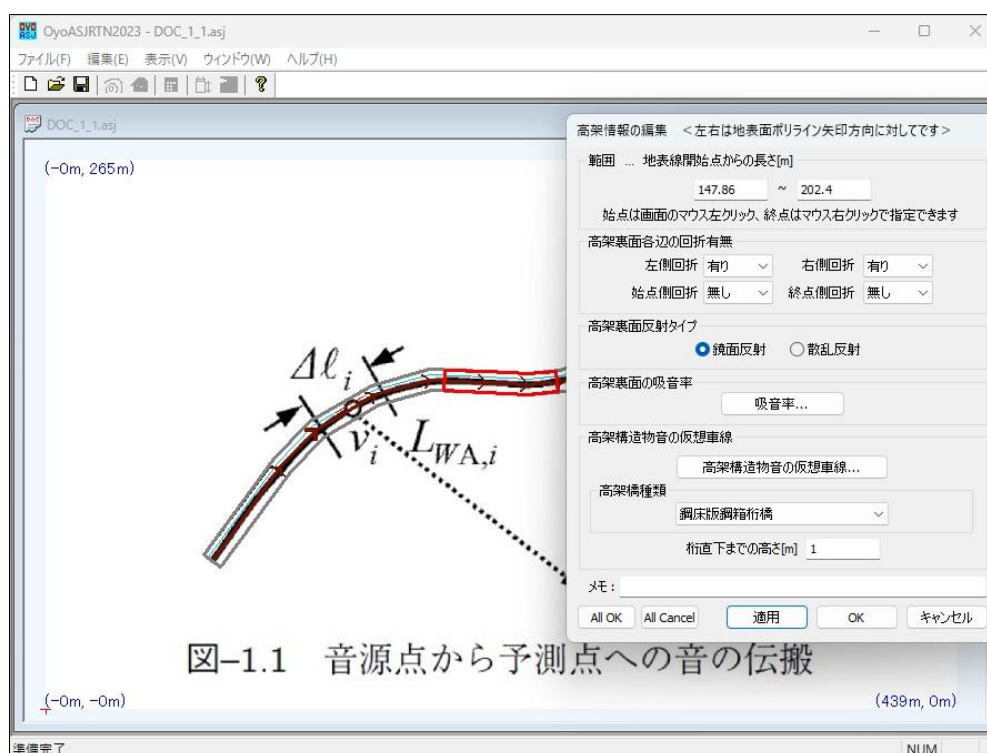 OyoASJRTN2023 - DOC_1_1.asj
ファイル(F) 編集(E) 表示(V) ウィンドウ(W) ヘルプ(H)
DOC_1_1.asj
(-0m, 265m)
Δℓi
vi
LWA,i
図-1.1 音源点から予測点への音の伝搬
(-0m, -0m)
(439m, 0m)
高架情報の編集 <左右は地表面ポリライン矢印方向に対してです>
範囲 ... 地表線開始点からの長さ[m]
147.86 ~ 202.4
始点は画面のマウス左クリック、終点はマウス右クリックで指定できます
高架裏面各辺の回折有無
左側回折 有り 右側回折 有り
始点側回折 無し 終点側回折 無し
高架裏面反射タイプ
鏡面反射 散乱反射
高架裏面の吸音率
吸音率...
高架構造物音の仮想車線
高架構造物音の仮想車線...
高架橋種類
鋼床版鋼箱桁橋
桁直下までの高さ[m] 1
メモ:
All OK All Cancel 適用 OK キャンセル
準備完了
NUM